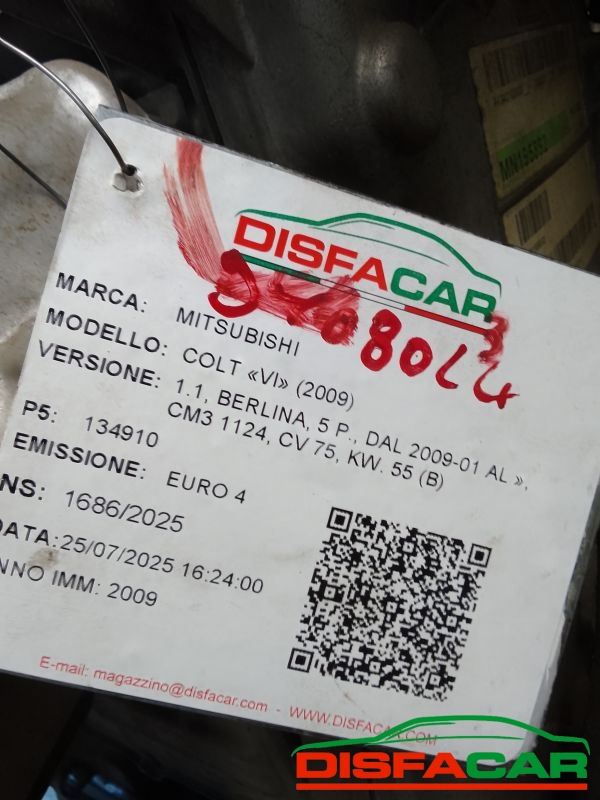 MN195892
DISFACAR
MARCA: MITSUBISHI
MODELLO: COLT «VI» (2009)
VERSIONE: 1.1, BERLINA, 5 P., DAL 2009-01 AL »,
CM3 1124, CV 75, KW. 55 (B)
P5: 134910
EMISSIONE: EURO 4
NS: 1686/2025
DATA: 25/07/2025 16:24:00
NNO IMM: 2009
E-mail: magazzino@disfacar.com - WWW.DISFACAR.COM
DISFACAR